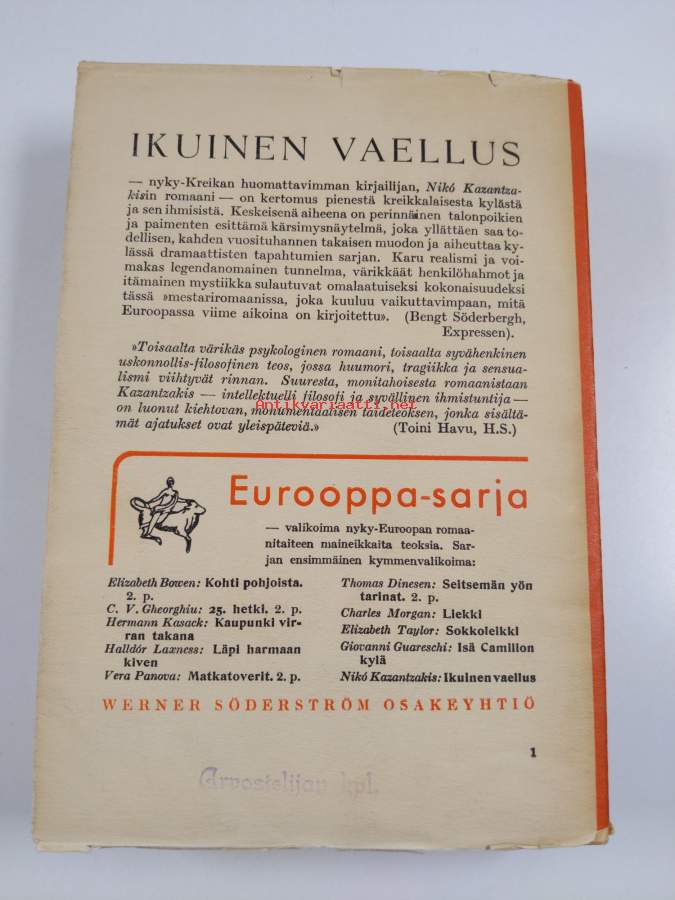 IKUINEN VAELLUS
— nyky-Kreikan huomattavimman kirjailijan, Nikó Kazantza-
kisin romaani — on kertomus pienestä kreikkalaisesta kylästä
ja sen ihmisistä. Keskeisenä aiheena on perinnäinen talonpoikien
ja paimenten esittämä kärsimysnäytelmä, joka yllättäen saa to-
dellisen, kahden vuosituhannen takaisen muodon ja aiheuttaa ky-
lässä dramaattisten tapahtumien sarjan. Karu realismi ja voi-
makas legendanomainen tunnelma, värikkäät henkilöhahmot ja
itämainen mystiikka sulautuvat omalaatuiseksi kokonaisuudeksi
tässä »mestariromaanissa, joka kuuluu vaikuttavimpaan, mitä
Euroopassa viime aikoina on kirjoitettu». (Bengt Söderbergh,
Expressen).
»Toisaalta värikäs psykologinen romaani, toisaalta syvähenkinen
uskonnollis-filosofinen teos, jossa huumori, tragiikka ja sensua-
lismi viihtyvät rinnan. Suuresta, monitahoisesta romaanistaan
Kazantzakis — intellektuelli filosofi ja syvällinen ihmistuntija —
Antikvariaatti.net
on luonut kiehtovan, monumentaalisen taideteoksen, jonka sisältä-
mät ajatukset ovat yleispäteviä.» (Toini Havu, H.S.)
Eurooppa-sarja
— valikoima nyky-Euroopan romaa-
nitaiteen maineikkaita teoksia. Sar-
jan ensimmäinen kymmenvalikoima:
Elizabeth Bowen: Kohti pohjoista.
2. p.
C. V. Gheorghiu: 25. hetki. 2. p.
Hermann Kasack: Kaupunki vir-
ran takana
Halldór Laxness: Läpi harmaan
kiven
Vera Panova: Matkatoverit. 2. p.
Thomas Dinesen: Seitsemän yön
tarinat. 2. p.
Charles Morgan: Liekki
Elizabeth Taylor: Sokkoleikki
Giovanni Guareschi: Isä Camillon
kylä
Nikó Kazantzakis: Ikuinen vaellus
WERNER SÖDERSTRÖM OSAKEYHTIÖ
1
Arvostelijan kpl.